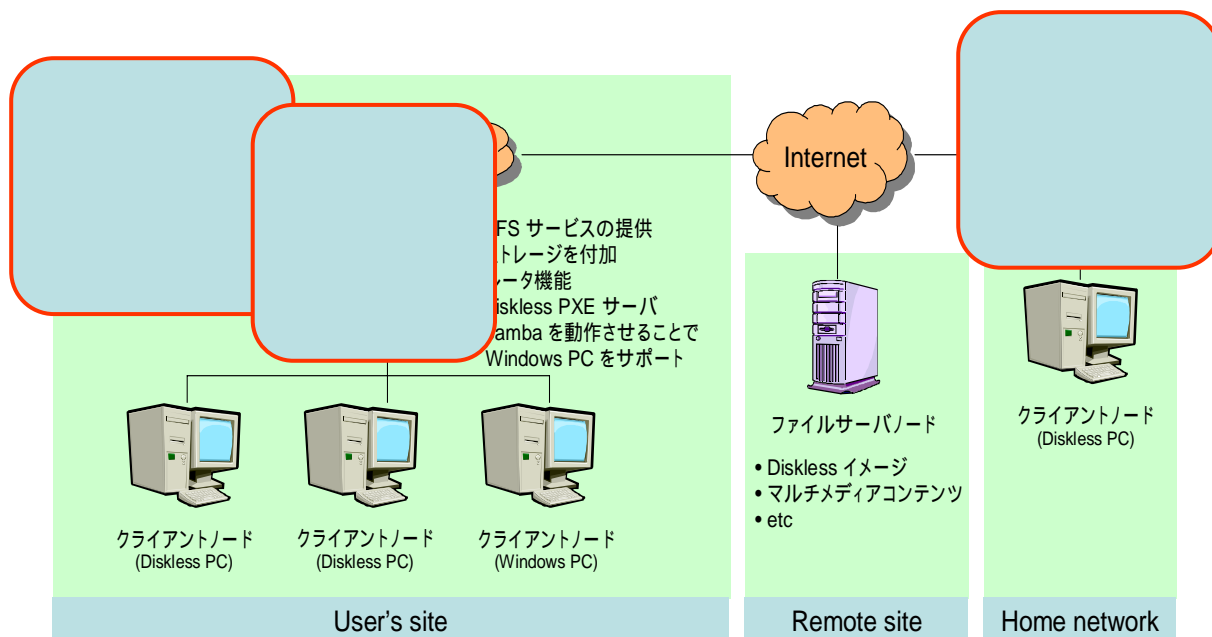 Internet
FS サービスの提供
トレージを付加
ータ機能
iskless PXE サーバ
amba を動作させることで
Windows PC をサポート
クライアントノード
(Diskless PC)
クライアントノード
(Diskless PC)
クライアントノード
(Windows PC)
ファイルサーバノード
• Diskless イメージ
• マルチメディアコンテンツ
• etc
クライアントノード
(Diskless PC)
User's site
Remote site
Home network